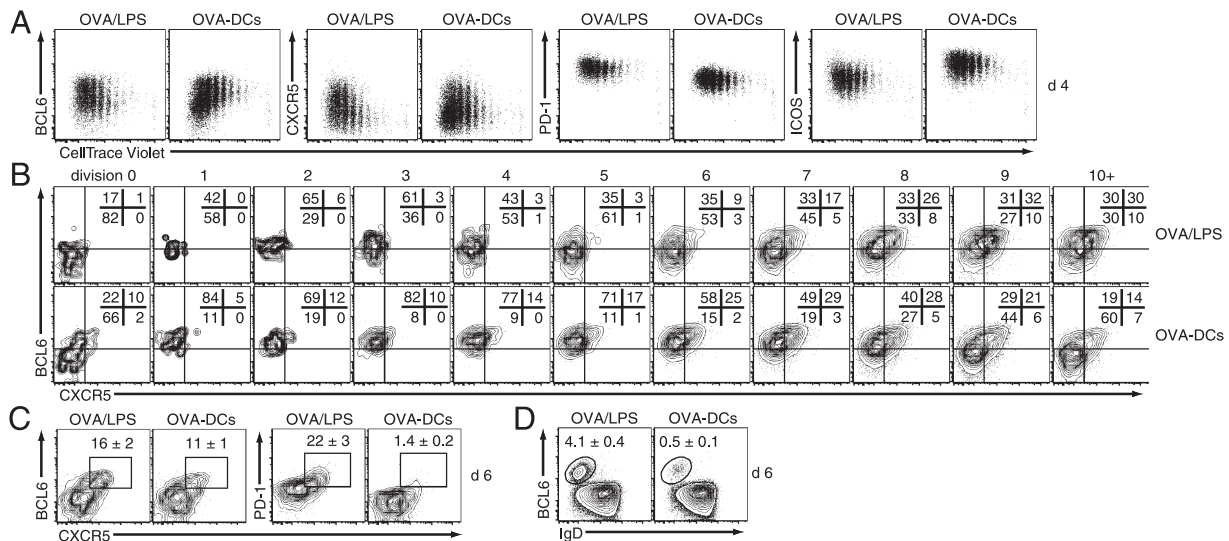 A
OVA/LPS OVA-DCs OVA/LPS OVA-DCs OVA/LPS OVA-DCs OVA/LPS OVA-DCs
BCL6 CXCR5 PD-1 ICOS d 4
CellTrace Violet
B
division 0 1 2 3 4 5 6 7 8 9 10+
17 1 42 0 65 6 61 3 43 3 35 3 35 9 33 17 33 26 31 32 30 30
82 0 58 0 29 0 36 0 53 1 61 1 53 3 45 5 33 8 27 10 30 10
BCL6 OVA/LPS
22 10 84 5 69 12 82 10 77 14 71 17 58 25 49 29 40 28 29 21 19 14
66 2 11 0 19 0 8 0 9 0 11 1 15 2 19 3 27 5 44 6 60 7
BCL6 OVA-DCs
CXCR5
C
OVA/LPS OVA-DCs OVA/LPS OVA-DCs
16 ± 2 11 ± 1 22 ± 3 1.4 ± 0.2
BCL6 PD-1 d 6
CXCR5
D
OVA/LPS OVA-DCs
4.1 ± 0.4 0.5 ± 0.1
BCL6 d 6
IgD